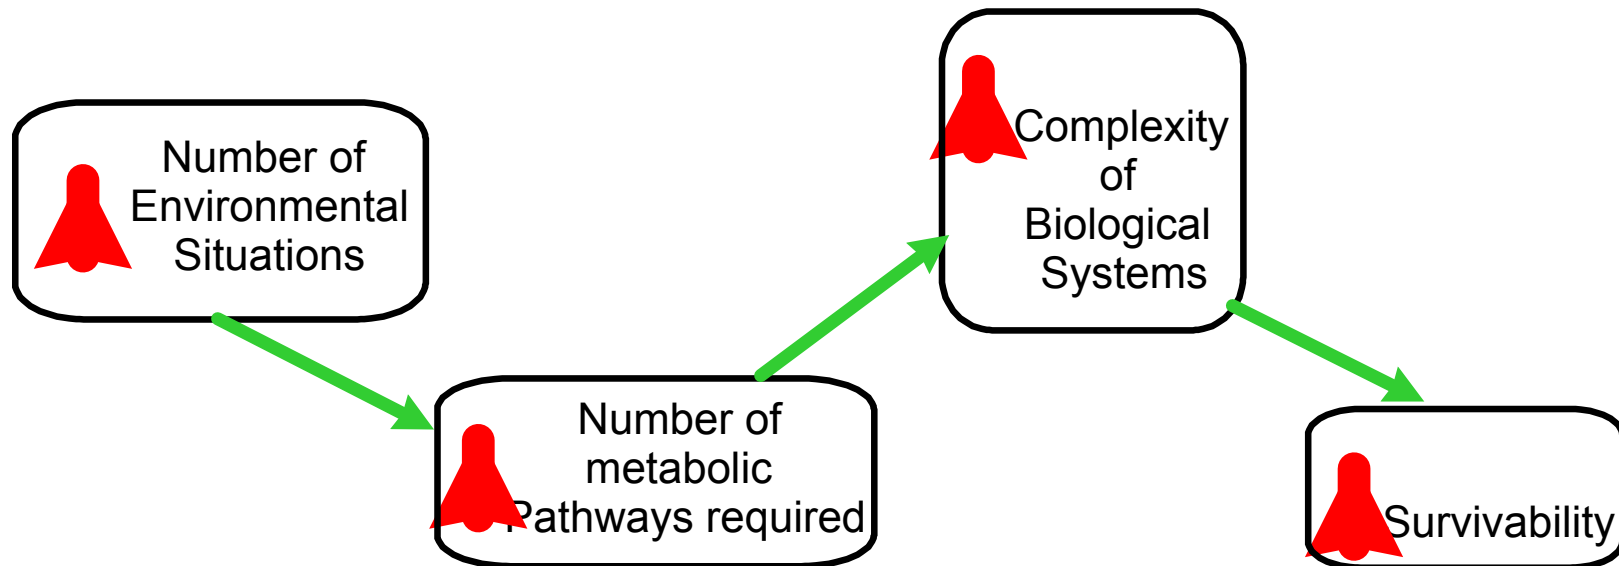 Number of
Environmental
Situations
Number of
metabolic
Pathways required
Complexity
of
Biological
Systems
Survivability